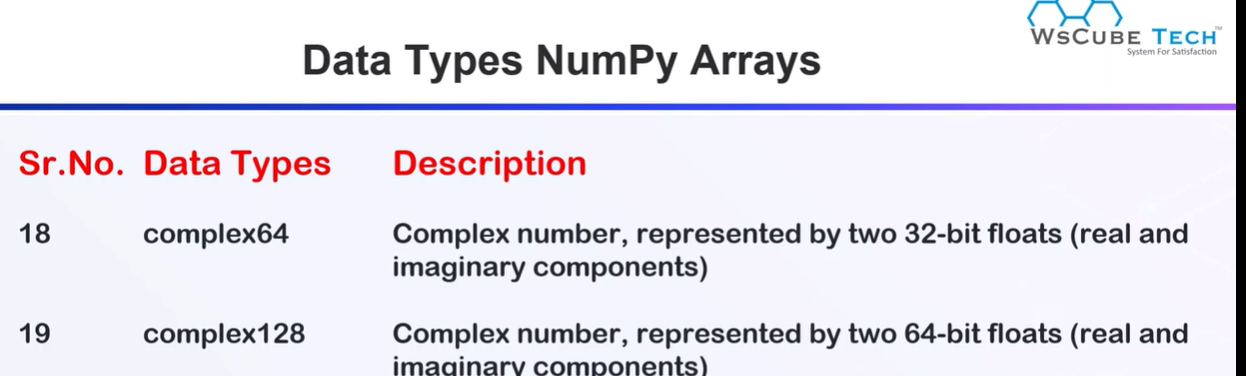 WsCube Tech™
System For Satisfaction
Data Types NumPy Arrays
Sr.No. Data Types Description
18 complex64 Complex number, represented by two 32-bit floats (real and
imaginary components)
19 complex128 Complex number, represented by two 64-bit floats (real and
imaginary components)